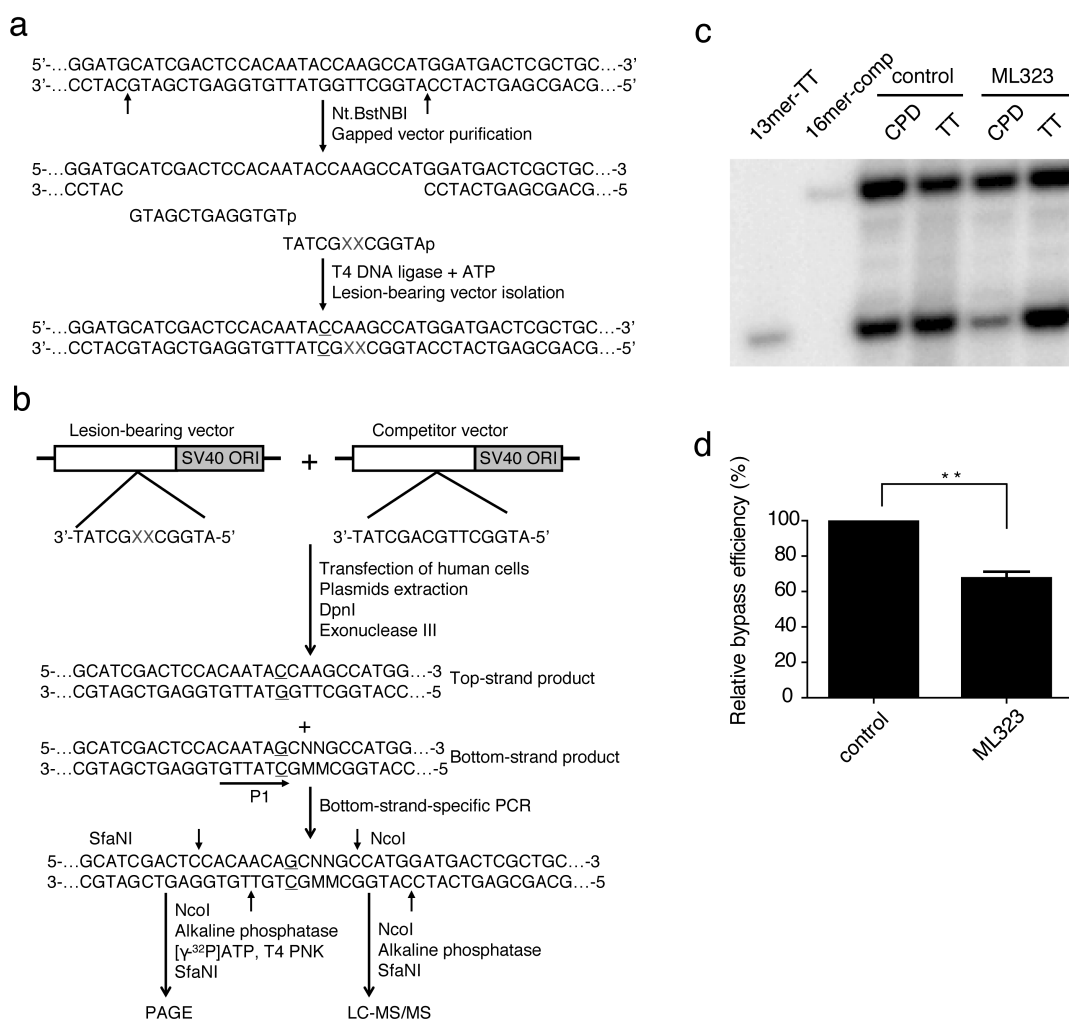 a
5’-...GGATGCATCGACTCCACAATACCAAGCCATGGATGACTCGCTGC...-3’
3’-...CCTACGTAGCTGAGGTGTTATGGTTCGGTACCTACTGAGCGACG...-5’
Nt.BstNBI
Gapped vector purification
5-...GGATGCATCGACTCCACAATACCAAGCCATGGATGACTCGCTGC...-3
3-...CCTAC CCTACTGAGCGACG...-5
GTAGCTGAGGTGTp
TATCGXXCGGTAp
T4 DNA ligase + ATP
Lesion-bearing vector isolation
5’-...GGATGCATCGACTCCACAATACCAAGCCATGGATGACTCGCTGC...-3’
3’-...CCTACGTAGCTGAGGTGTTATCGXXCGGTACCTACTGAGCGACG...-5’
b
Lesion-bearing vector
Competitor vector
SV40 ORI
+
SV40 ORI
3’-TATCGXXCGGTA-5’
3’-TATCGACGTTCGGTA-5’
Transfection of human cells
Plasmids extraction
DpnI
Exonuclease III
5-...GCATCGACTCCACAATACCAAGCCATGG...-3
3-...CGTAGCTGAGGTGTTATGGTTCGGTACC...-5
Top-strand product
+
5-...GCATCGACTCCACAATAGCNNGCCATGG...-3
3-...CGTAGCTGAGGTGTTATCGMMCGGTACC...-5
Bottom-strand product
P1
Bottom-strand-specific PCR
SfaNI
NcoI
5-...GCATCGACTCCACAACAGCNNGCCATGGATGACTCGCTGC...-3
3-...CGTAGCTGAGGTGTTGTCGMMCGGTACCTACTGAGCGACG...-5
NcoI
Alkaline phosphatase
[γ-³²P]ATP, T4 PNK
SfaNI
NcoI
Alkaline phosphatase
SfaNI
PAGE
LC-MS/MS
c
13mer-TT
16mer-comp
control
ML323
CPD
TT
CPD
TT
d
Relative bypass efficiency (%)
**
100
80
60
40
20
0
control
ML323